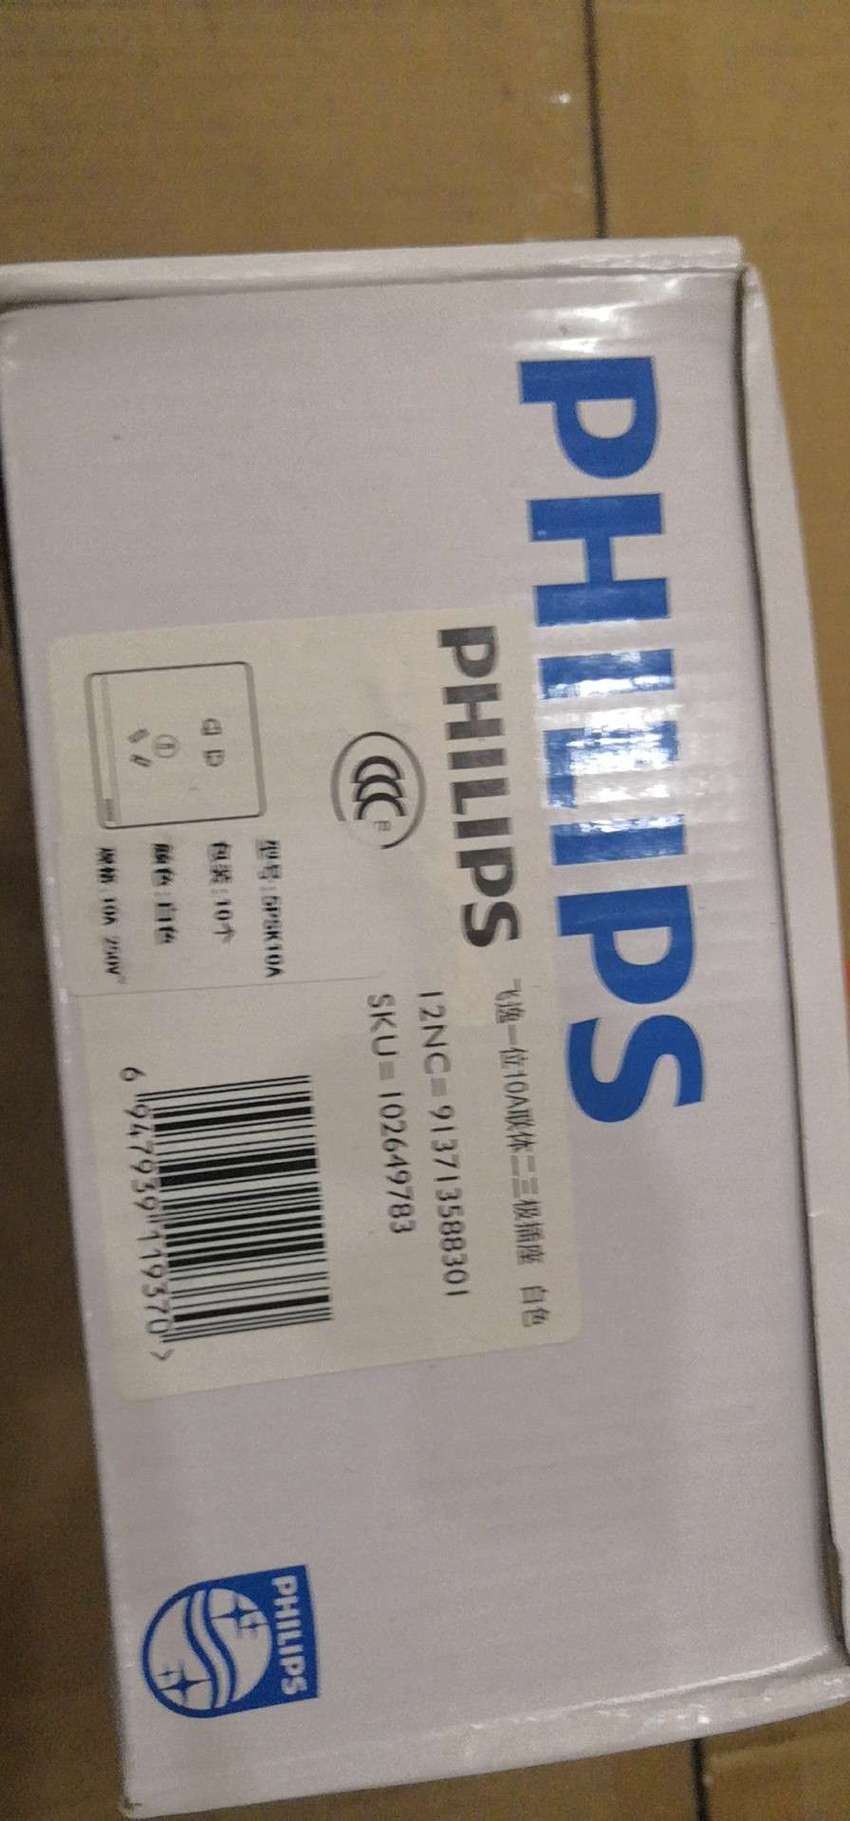 PHILIPS
PHILIPS
飞逸一位10A联体二三极插座 白色
12NC= 913713588301
SKU= 102649783
型号: SPSK10A
包装: 10个
颜色: 白色
规格: 10A 250V~
6 947939 119370 >
PHILIPS